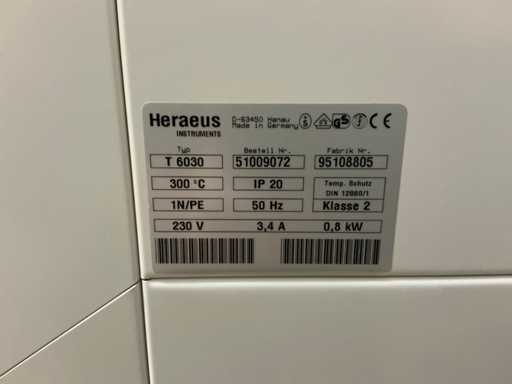 Heraeus
INSTRUMENTS
D-63450 Hanau
Made in Germany
Typ Bestell Nr. Fabrik Nr.
T 6030 51009072 95108805
300 °C IP 20 Temp. Schutz
DIN 12880/1
1N/PE 50 Hz Klasse 2
230 V 3,4 A 0,8 kW